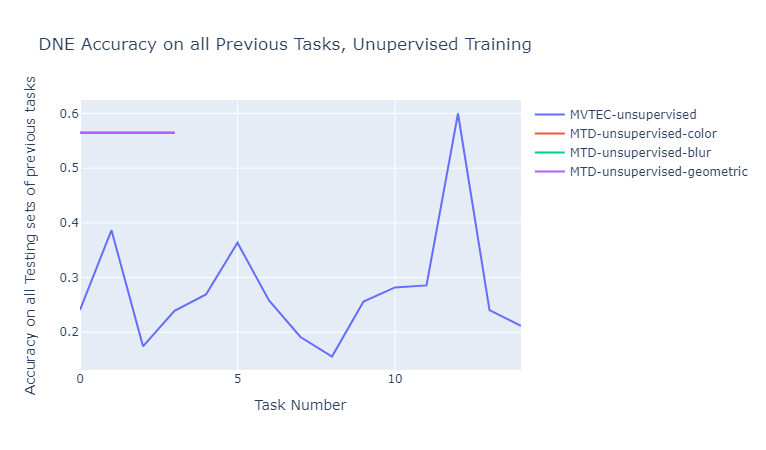 DNE Accuracy on all Previous Tasks, Unupervised Training
Accuracy on all Testing sets of previous tasks
0.6
0.5
0.4
0.3
0.2
0
5
10
Task Number
MVTEC-unsupervised
MTD-unsupervised-color
MTD-unsupervised-blur
MTD-unsupervised-geometric